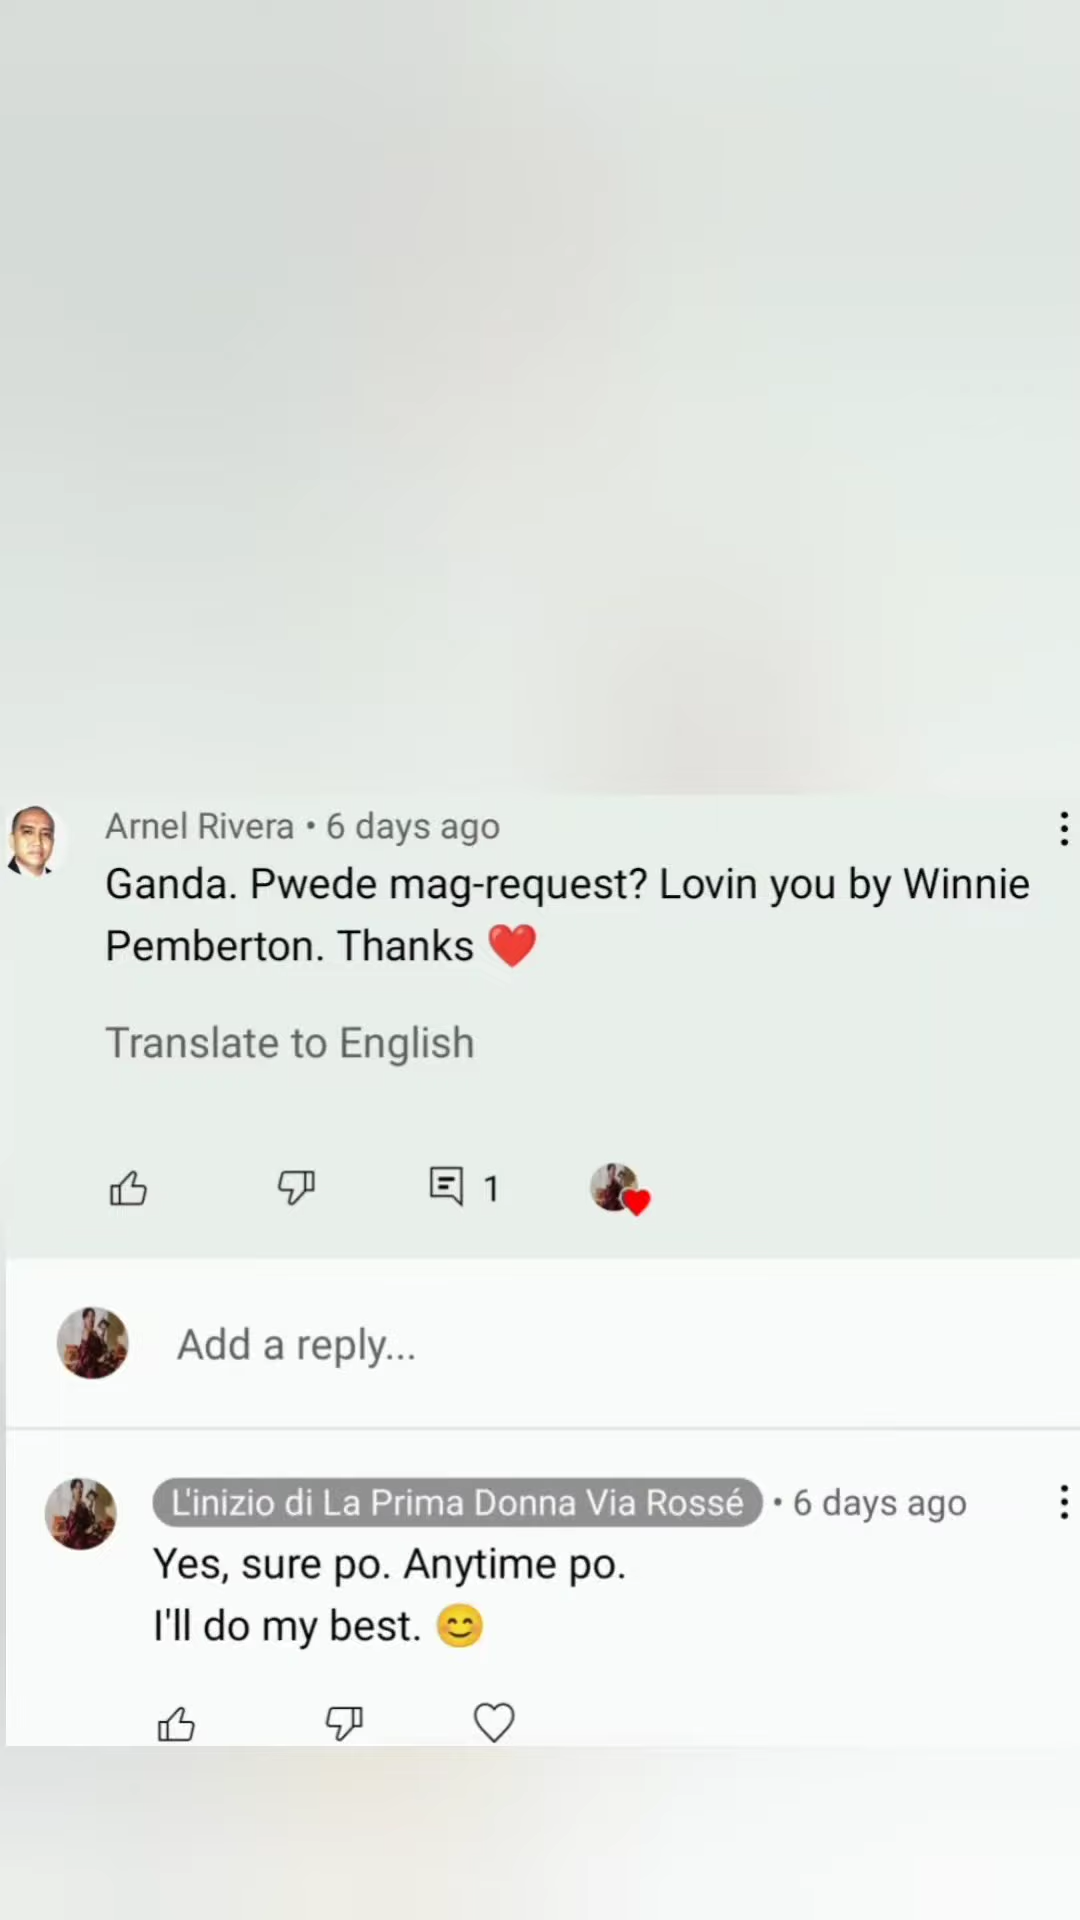 Arnel Rivera • 6 days ago
Ganda. Pwede mag-request? Lovin you by Winnie
Pemberton. Thanks ❤️
Translate to English
1
Add a reply...
L'inizio di La Prima Donna Via Rossé • 6 days ago
Yes, sure po. Anytime po.
I'll do my best. 😊